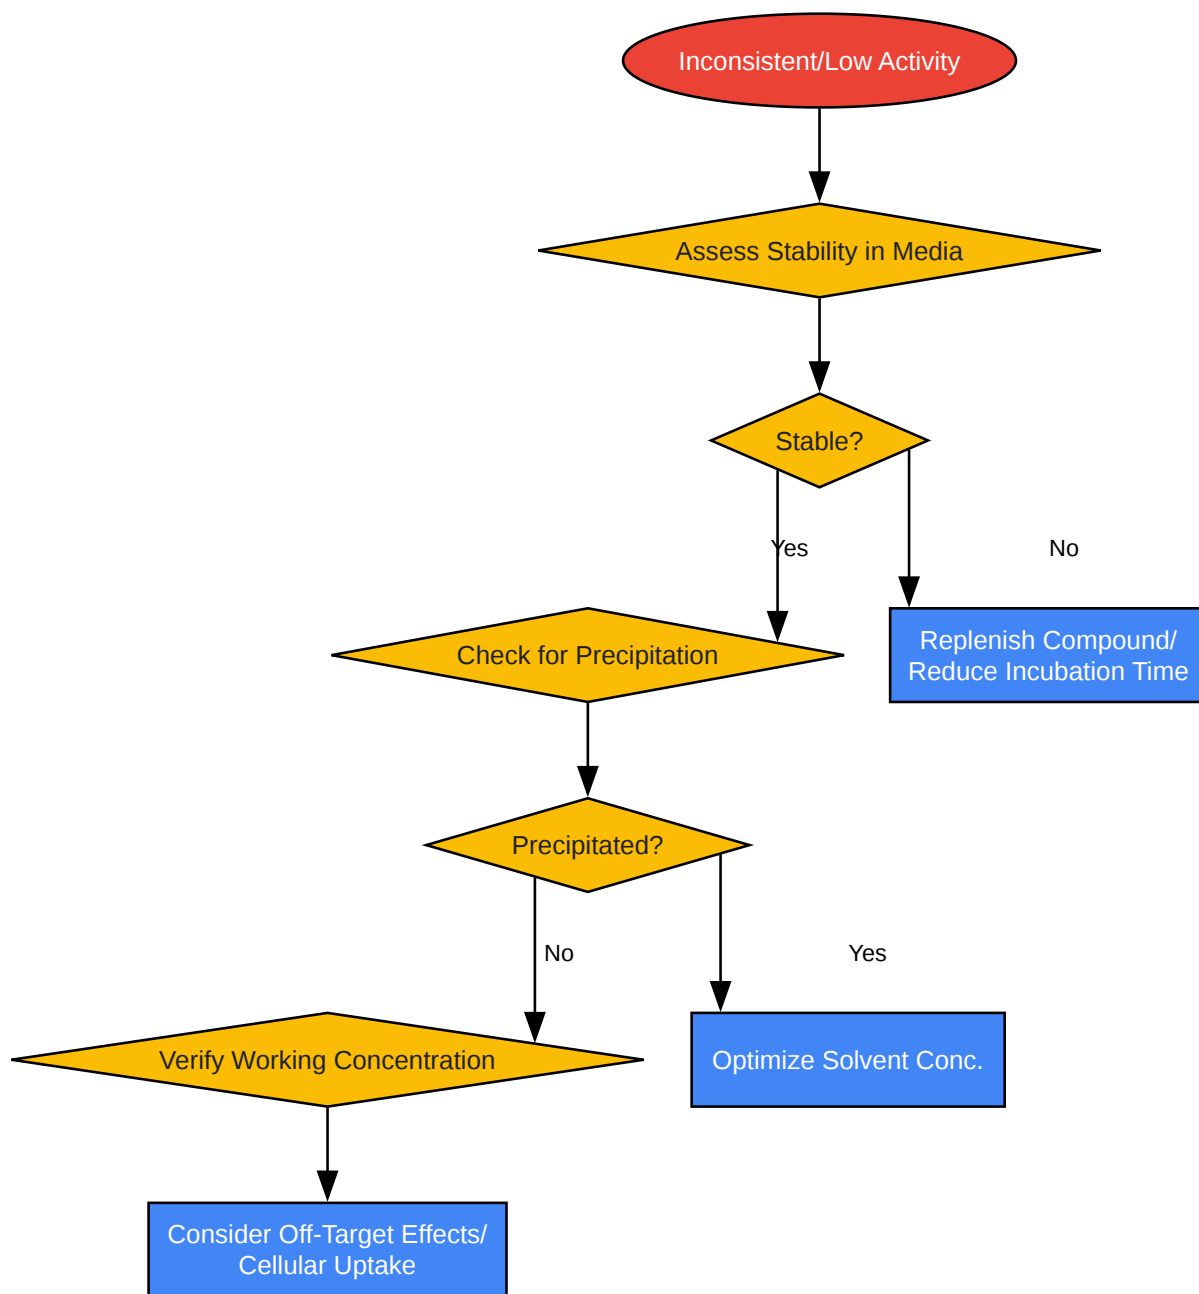 Inconsistent/Low Activity
Assess Stability in Media
Stable?
Yes
No
Check for Precipitation
Replenish Compound/
Reduce Incubation Time
Precipitated?
No
Yes
Verify Working Concentration
Optimize Solvent Conc.
Consider Off-Target Effects/
Cellular Uptake